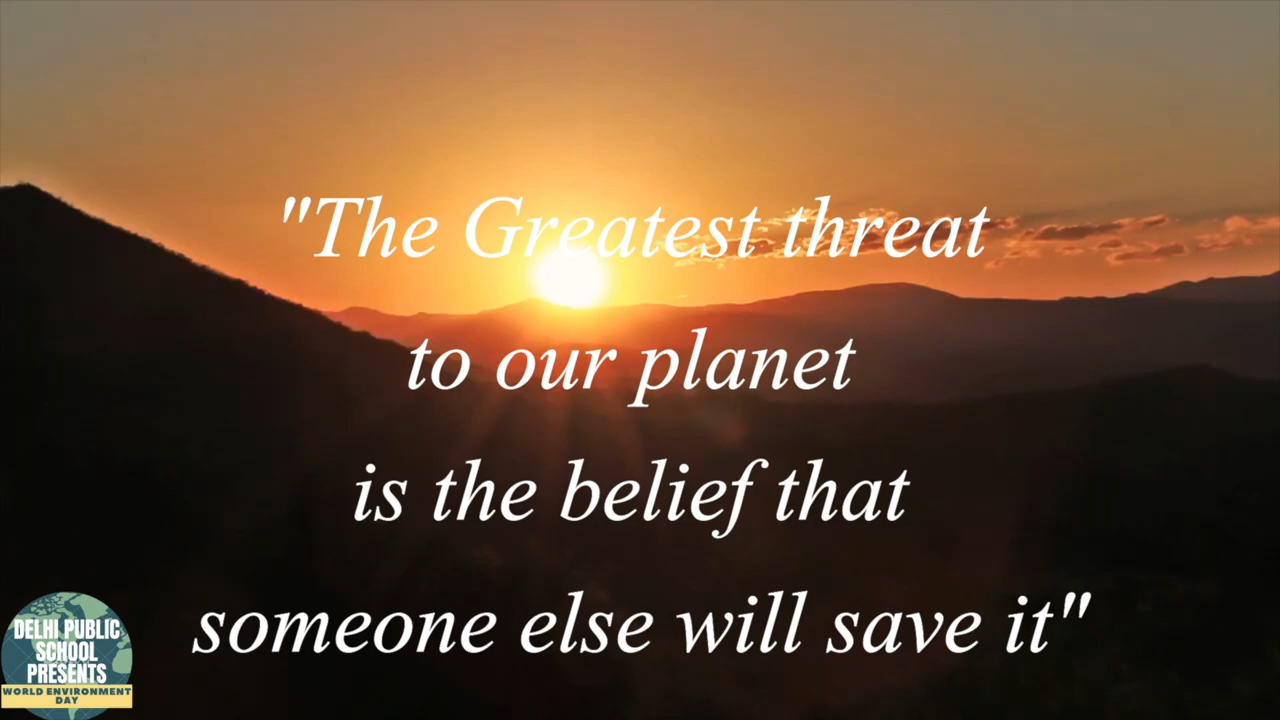 "The Greatest threat
to our planet
is the belief that
someone else will save it"
DELHI PUBLIC
SCHOOL
PRESENTS
WORLD ENVIRONMENT
DAY